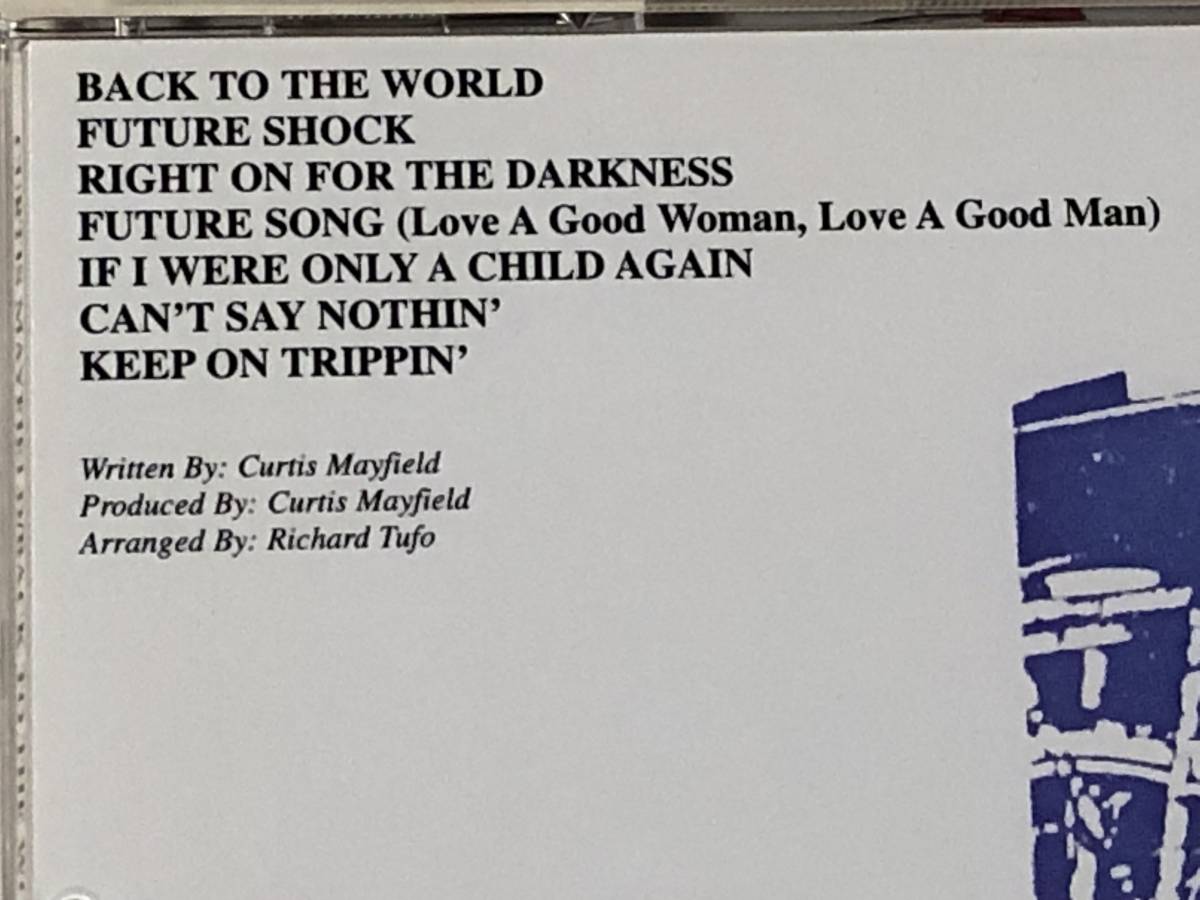 BACK TO THE WORLD
FUTURE SHOCK
RIGHT ON FOR THE DARKNESS
FUTURE SONG (Love A Good Woman, Love A Good Man)
IF I WERE ONLY A CHILD AGAIN
CAN'T SAY NOTHIN'
KEEP ON TRIPPIN'
Written By: Curtis Mayfield
Produced By: Curtis Mayfield
Arranged By: Richard Tufo